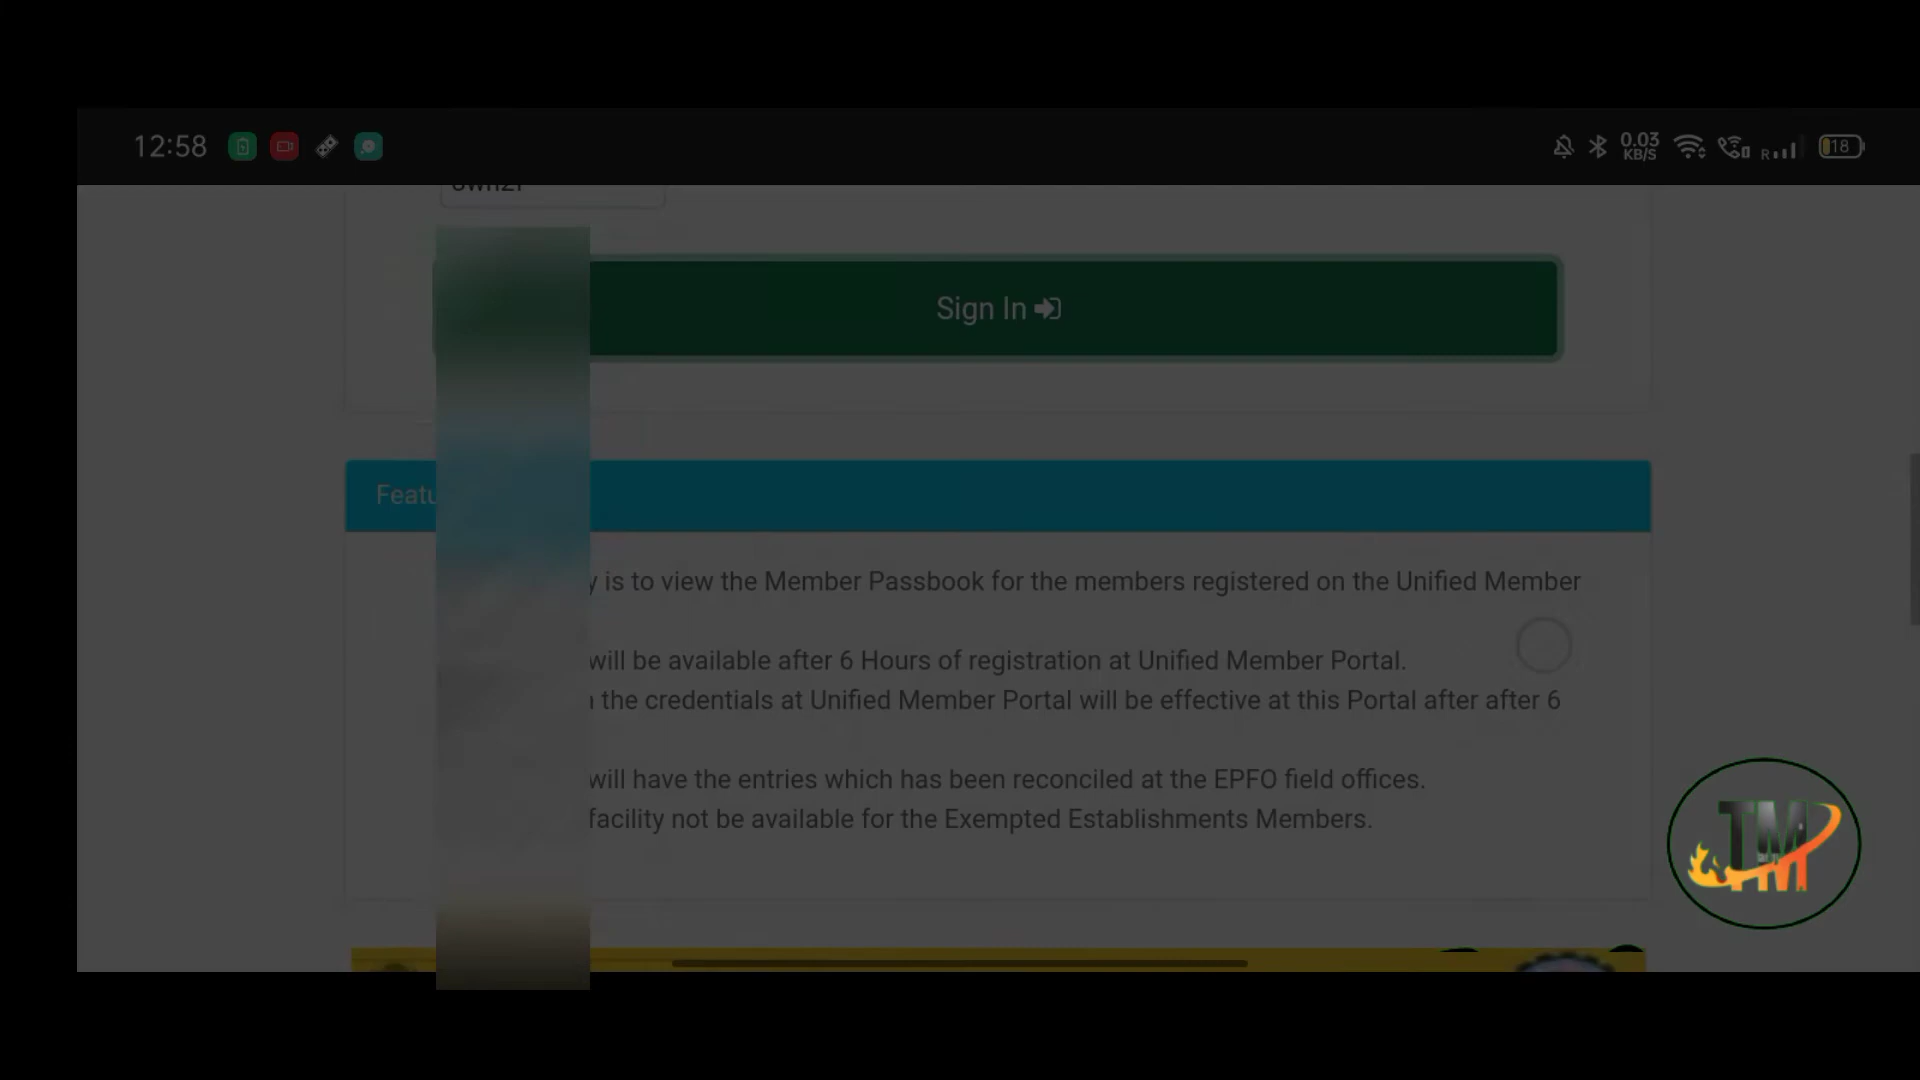 12:58
0.03
KB/S
R
18
Sign In
Featu
y is to view the Member Passbook for the members registered on the Unified Member
will be available after 6 Hours of registration at Unified Member Portal.
the credentials at Unified Member Portal will be effective at this Portal after after 6
will have the entries which has been reconciled at the EPFO field offices.
facility not be available for the Exempted Establishments Members.
TM